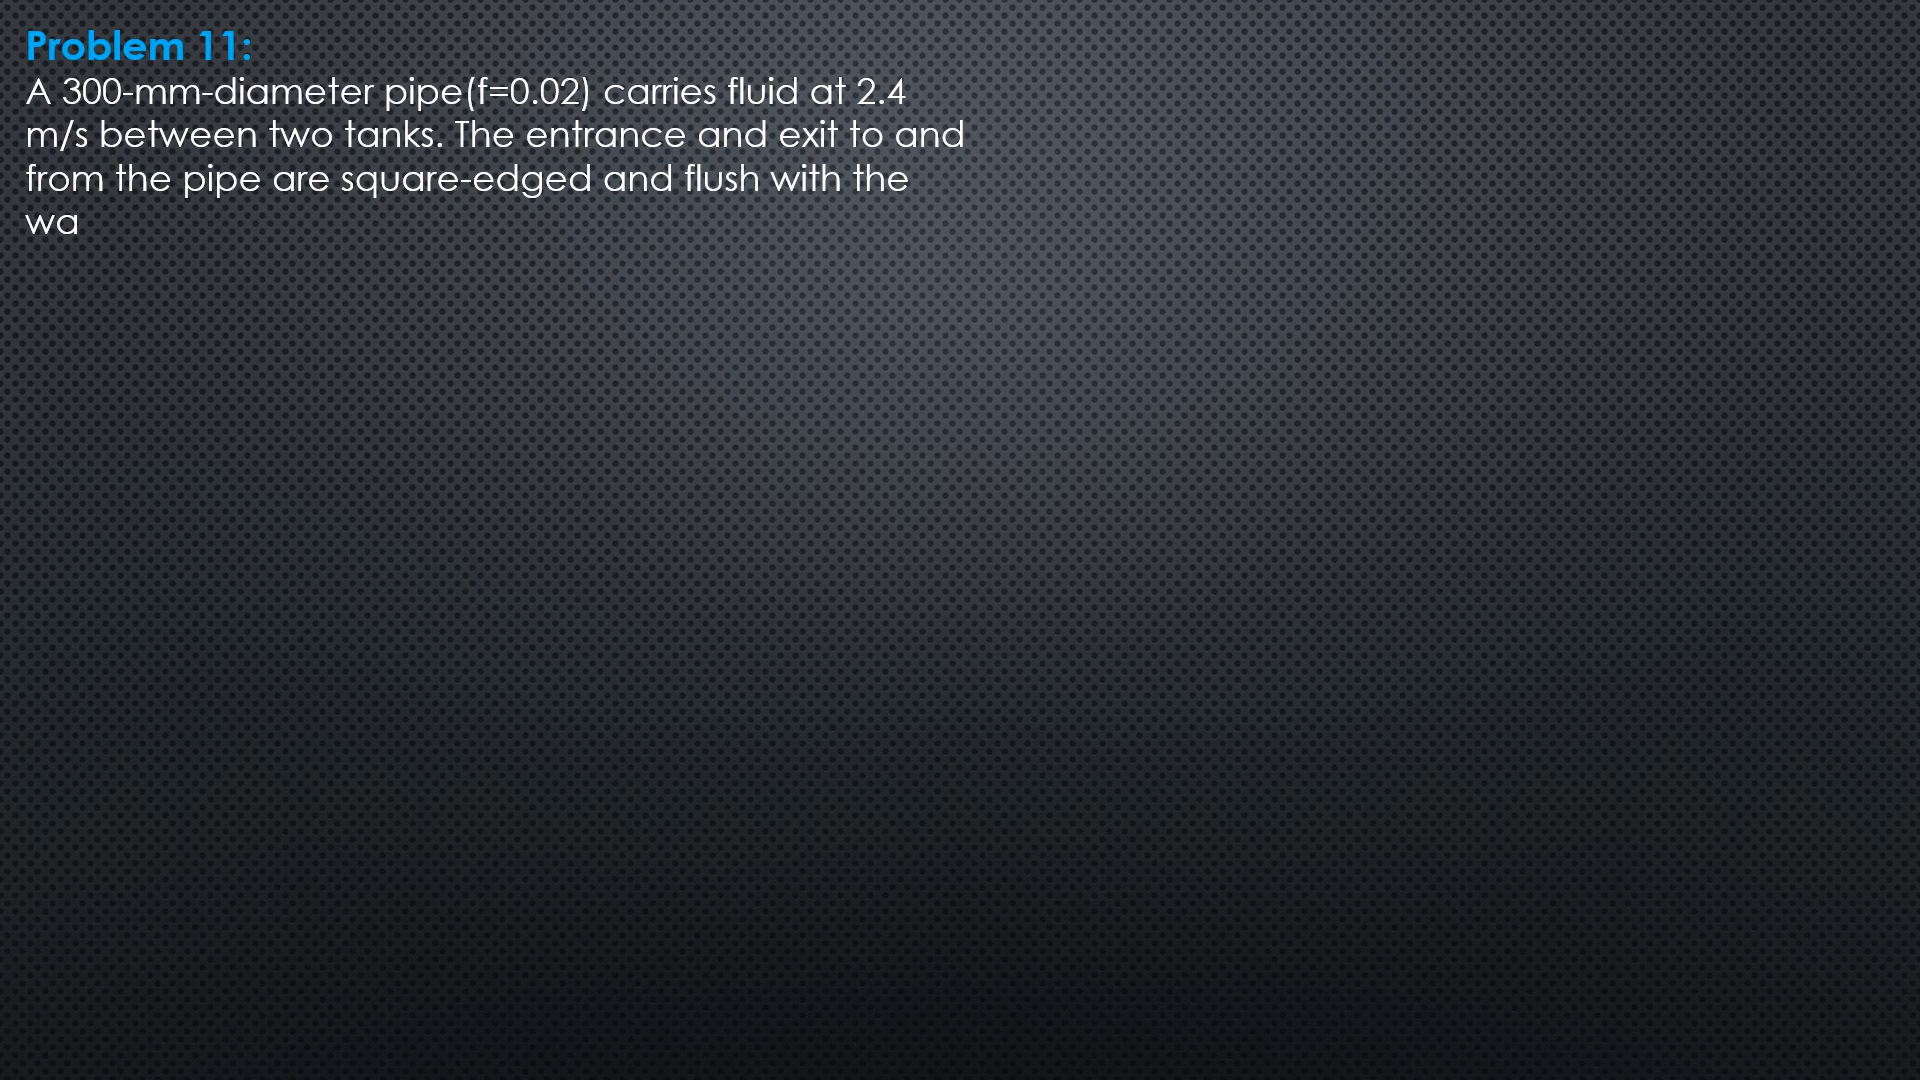 Problem 11:
A 300-mm-diameter pipe(f=0.02) carries fluid at 2.4
m/s between two tanks. The entrance and exit to and
from the pipe are square-edged and flush with the
wa